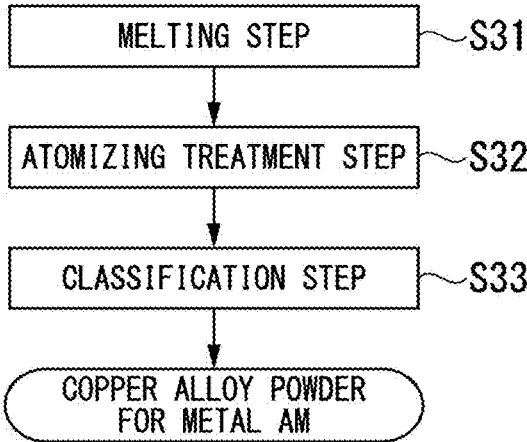 MELTING STEP S31
ATOMIZING TREATMENT STEP S32
CLASSIFICATION STEP S33
COPPER ALLOY POWDER
FOR METAL AM